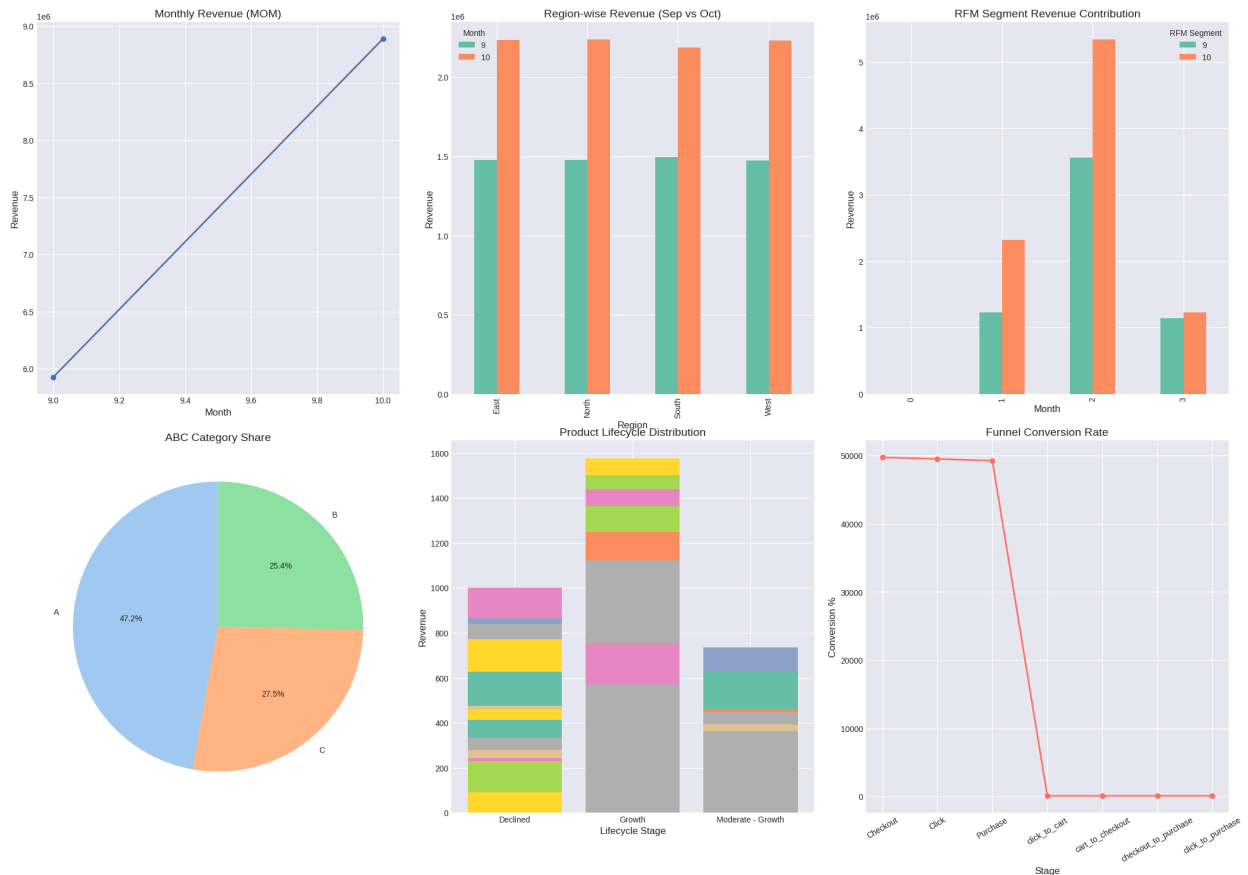 Monthly Revenue (MOM)
1e6
9.0
8.5
8.0
7.5
7.0
6.5
6.0
Revenue
9.0 9.2 9.4 9.6 9.8 10.0
Month
Region-wise Revenue (Sep vs Oct)
1e6
Month
9
10
2.0
1.5
1.0
0.5
0.0
Revenue
East North South West
Region
RFM Segment Revenue Contribution
1e6
RFM Segment
9
10
5
4
3
2
1
0
Revenue
0 1 2 3
Month
ABC Category Share
B
25.4%
A
47.2%
27.5%
C
Product Lifecycle Distribution
1600
1400
1200
1000
800
600
400
200
0
Revenue
Declined Growth Moderate - Growth
Lifecycle Stage
Funnel Conversion Rate
50000
40000
30000
20000
10000
0
Conversion %
Checkout Click Purchase click_to_cart cart_to_checkout checkout_to_purchase click_to_purchase
Stage